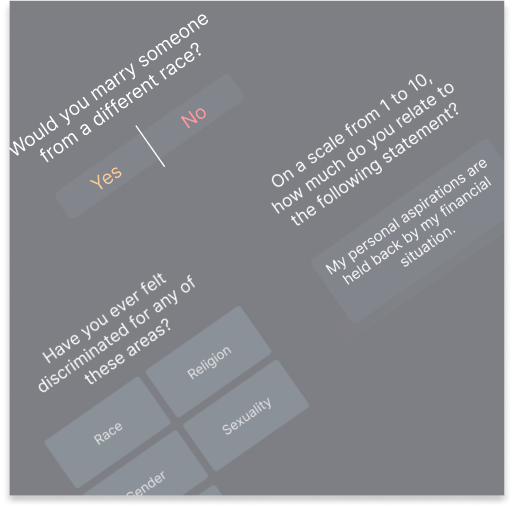 Would you marry someone
from a different race?
Yes
No
On a scale from 1 to 10,
how much do you relate to
the following statement?
My personal aspirations are
held back by my financial
situation.
Have you ever felt
discriminated for any of
these areas?
Race
Religion
Gender
Sexuality